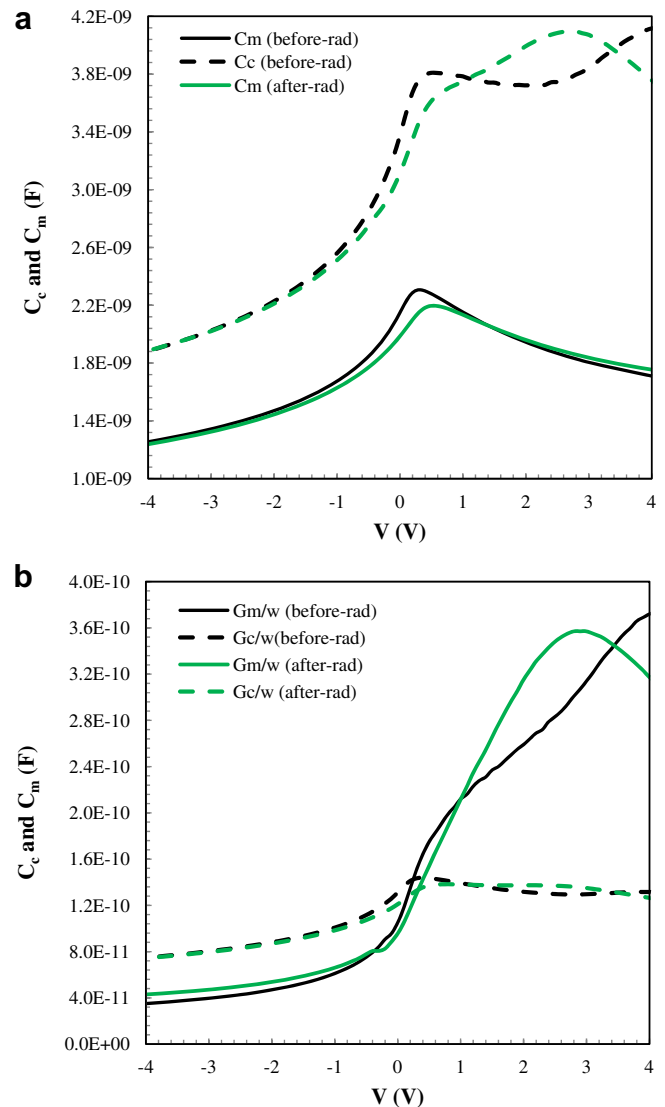 a
4.2E-09
3.8E-09
3.4E-09
3.0E-09
2.6E-09
2.2E-09
1.8E-09
1.4E-09
1.0E-09
Cc and Cm (F)
Cm (before-rad)
Cc (before-rad)
Cm (after-rad)
-4 -3 -2 -1 0 1 2 3 4
V (V)
b
4.0E-10
3.6E-10
3.2E-10
2.8E-10
2.4E-10
2.0E-10
1.6E-10
1.2E-10
8.0E-11
4.0E-11
0.0E+00
Cc and Cm (F)
Gm/w (before-rad)
Gc/w(before-rad)
Gm/w (after-rad)
Gc/w (after-rad)
-4 -3 -2 -1 0 1 2 3 4
V (V)